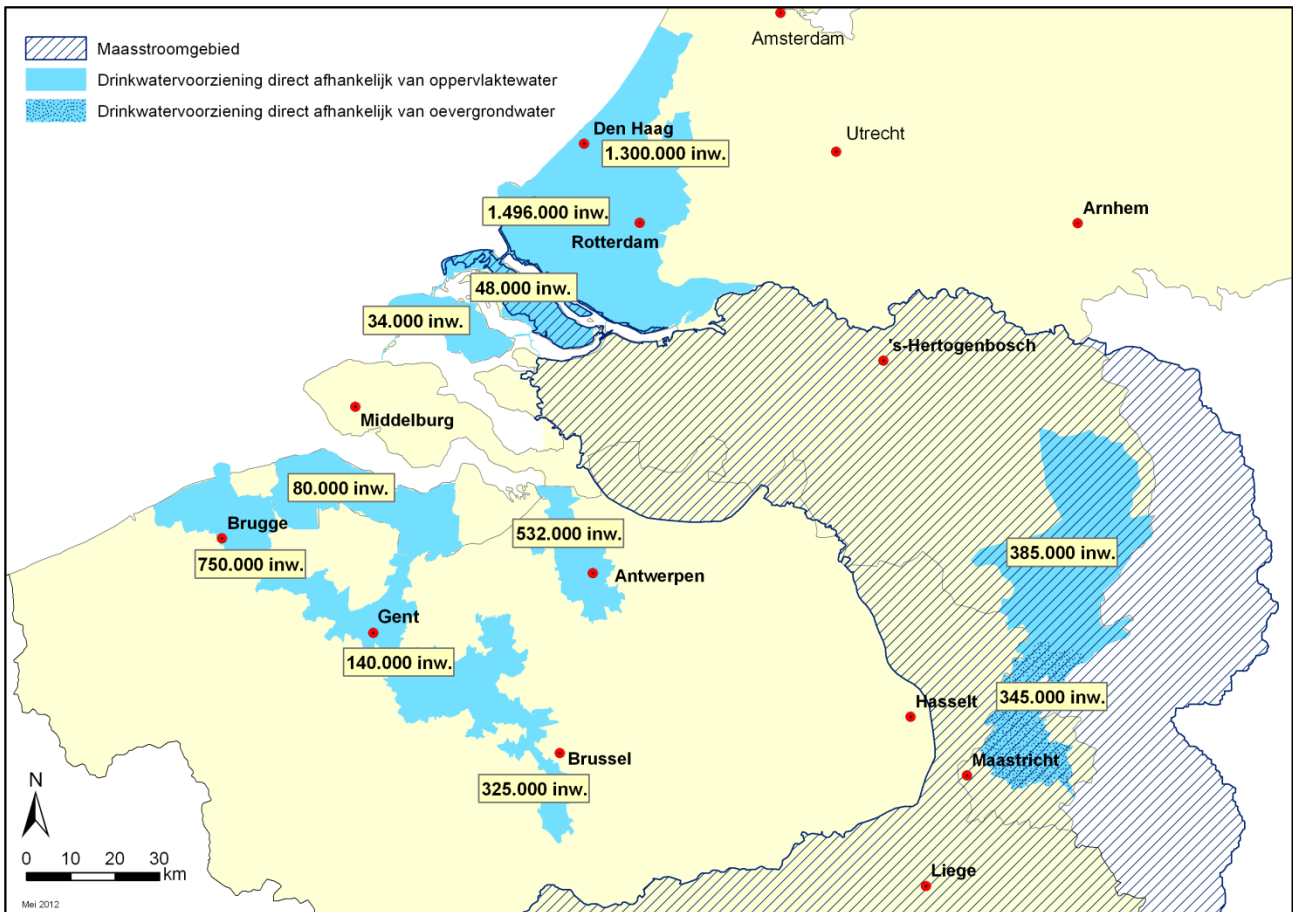 Maasstroomgebied
Drinkwatervoorziening direct afhankelijk van oppervlaktewater
Drinkwatervoorziening direct afhankelijk van oevergrondwater
Amsterdam
Den Haag
1.300.000 inw.
Utrecht
1.496.000 inw.
Rotterdam
Arnhem
48.000 inw.
34.000 inw.
's-Hertogenbosch
Middelburg
80.000 inw.
Brugge
750.000 inw.
532.000 inw.
Antwerpen
385.000 inw.
Gent
140.000 inw.
Hasselt
345.000 inw.
Brussel
325.000 inw.
Maastricht
Liege
N
0 10 20 30
km
Mei 2012